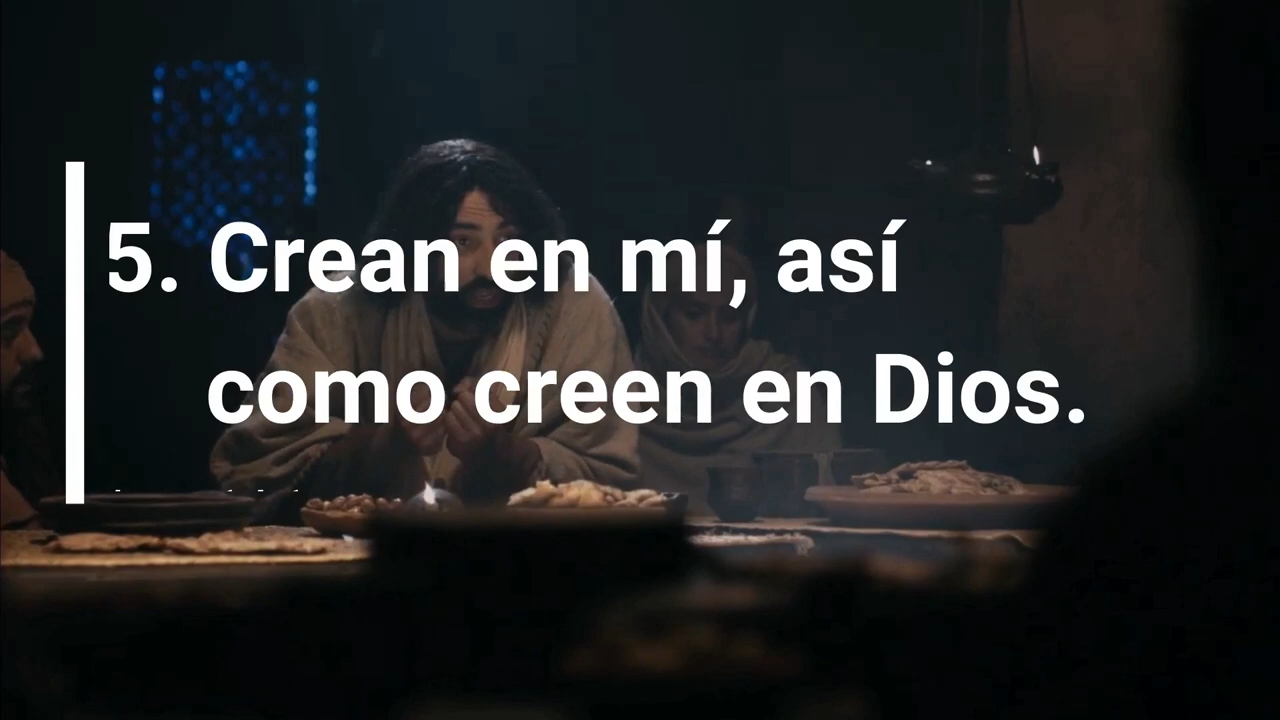 5. Crean en mí, así
como creen en Dios.